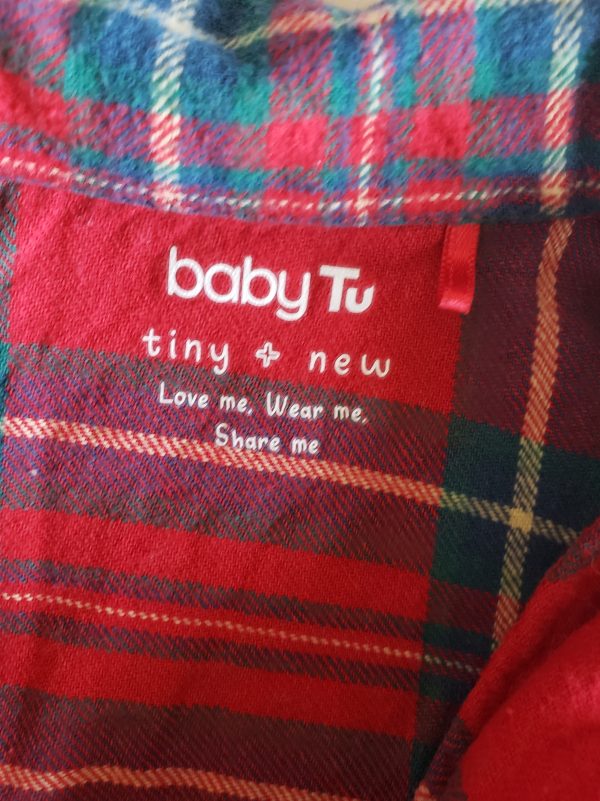 baby Tu
tiny + new
Love me, Wear me,
Share me